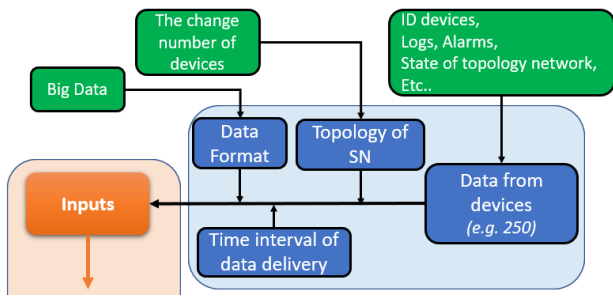 The change
number of
devices
ID devices,
Logs, Alarms,
State of topology network,
Etc..
Big Data
Data
Format
Topology of
SN
Inputs
Data from
devices
(e.g. 250)
Time interval of
data delivery